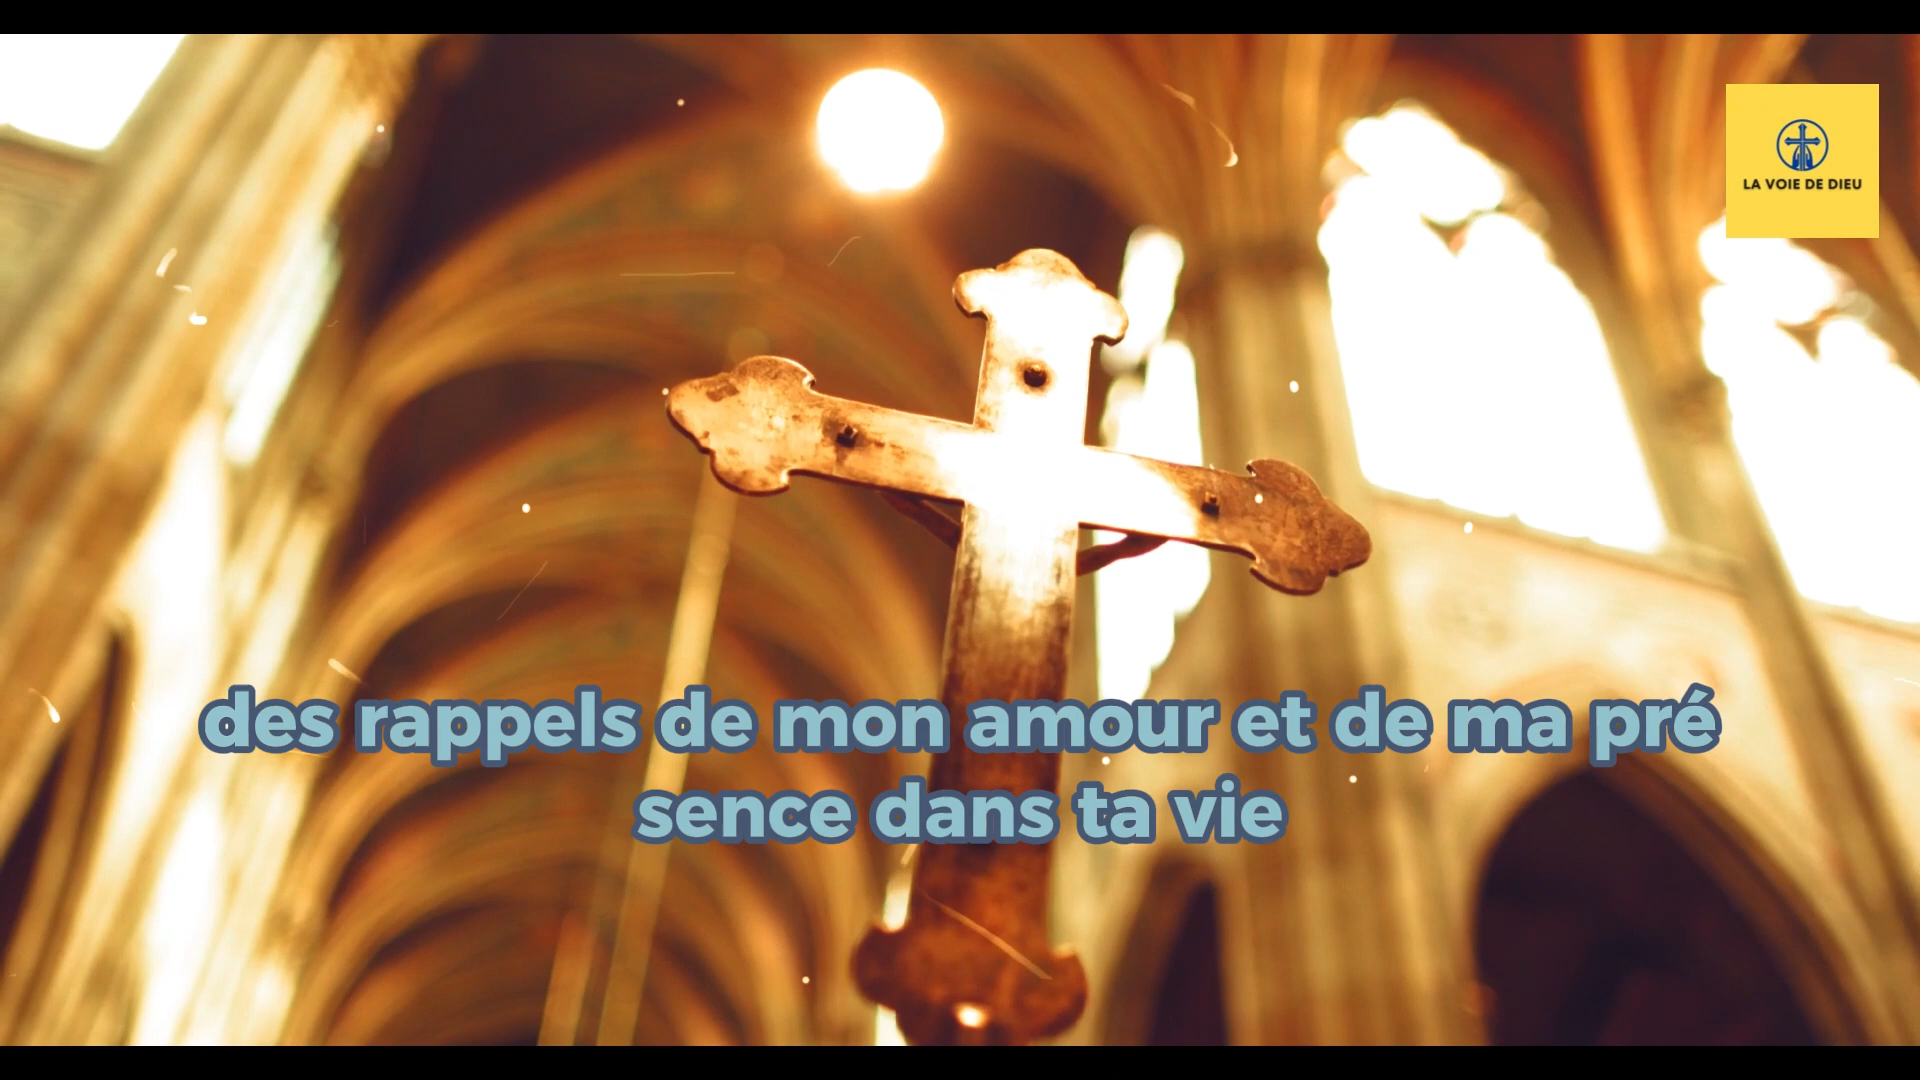 LA VOIE DE DIEU
des rappels de mon amour et de ma pré
sence dans ta vie